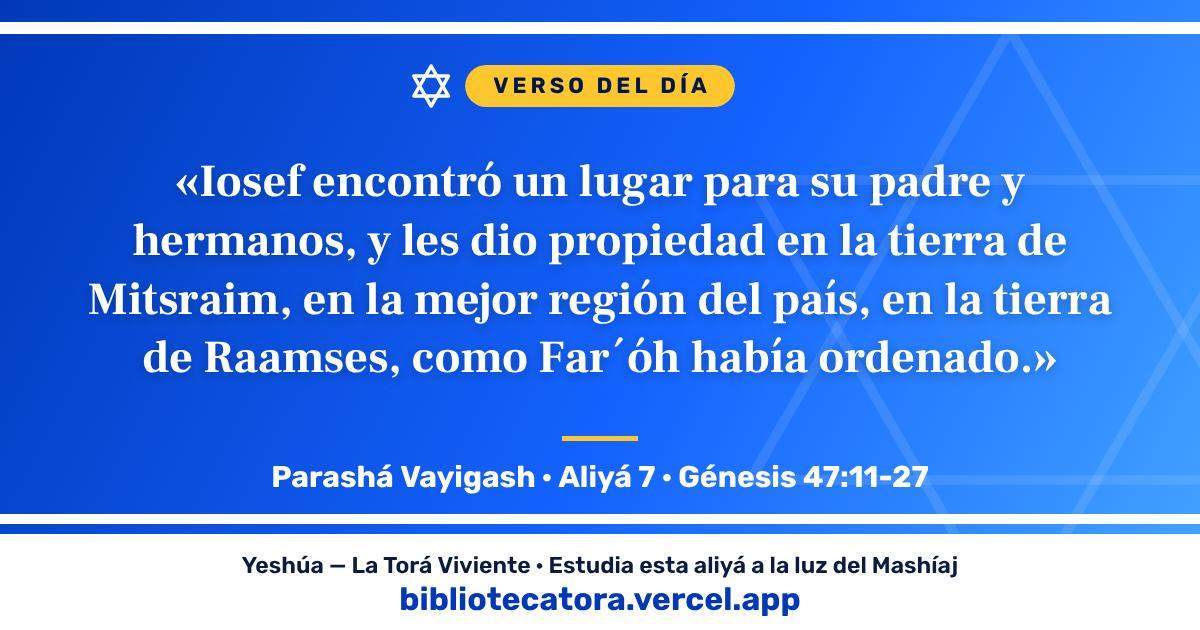 VERSO DEL DÍA
«Iosef encontró un lugar para su padre y
hermanos, y les dio propiedad en la tierra de
Mitsraim, en la mejor región del país, en la tierra
de Raamses, como Far´óh había ordenado.»
Parashá Vayigash • Aliyá 7 • Génesis 47:11-27
Yeshúa — La Torá Viviente • Estudia esta aliyá a la luz del Mashíaj
bibliotecatora.vercel.app